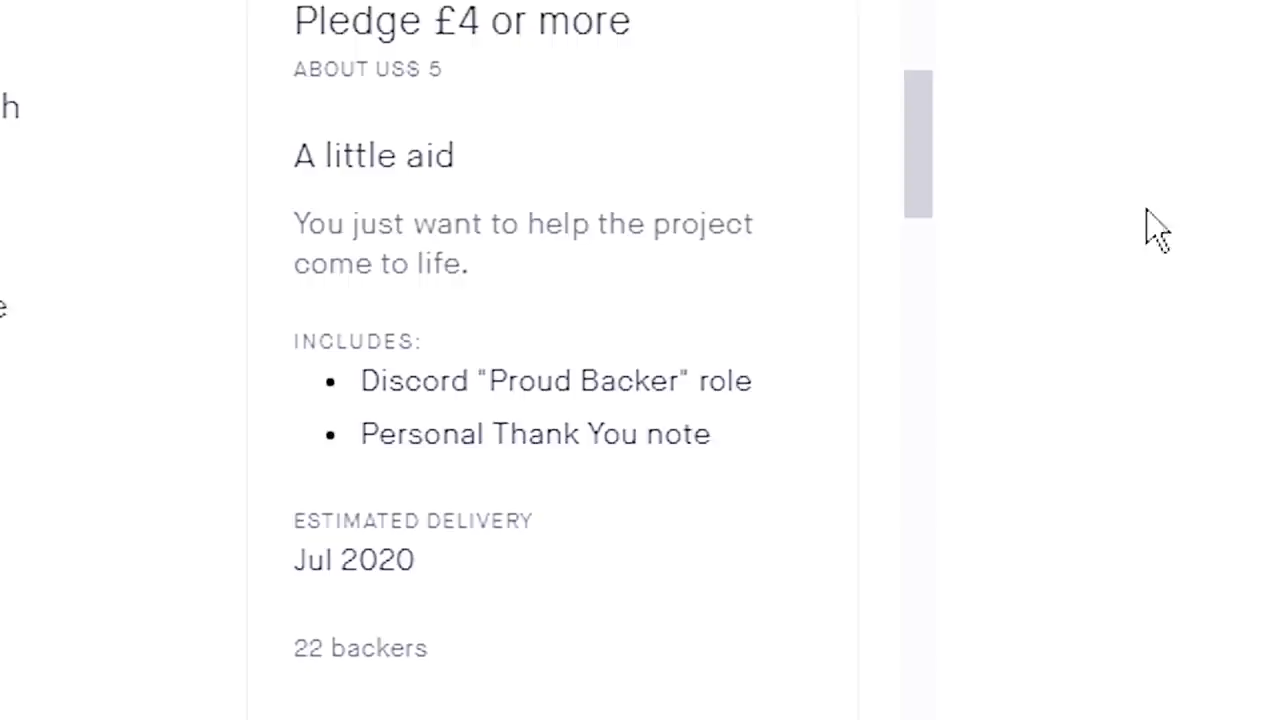 Pledge £4 or more
ABOUT US$ 5
h
A little aid
You just want to help the project
come to life.
e
INCLUDES:
• Discord "Proud Backer" role
• Personal Thank You note
ESTIMATED DELIVERY
Jul 2020
22 backers